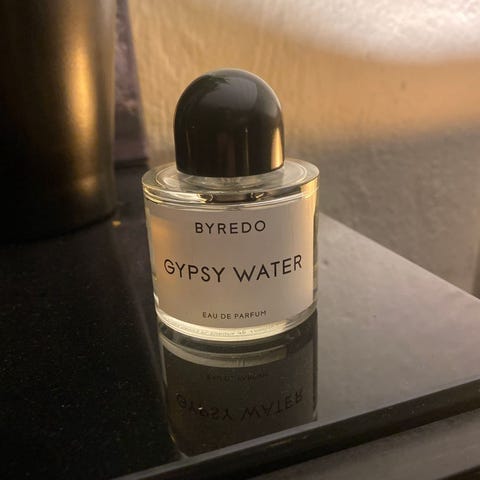 BYREDO
GYPSY WATER
EAU DE PARFUM